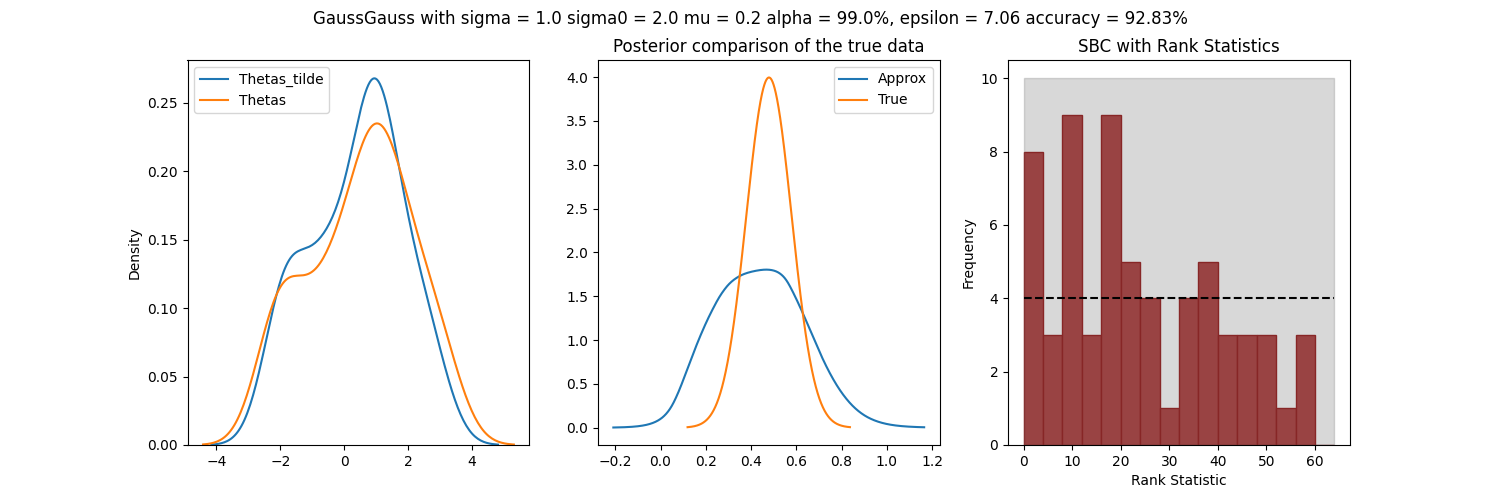 GaussGauss with sigma = 1.0 sigma0 = 2.0 mu = 0.2 alpha = 99.0%, epsilon = 7.06 accuracy = 92.83%
Thetas_tilde
Thetas
Density
0.25
0.20
0.15
0.10
0.05
0.00
−4 −2 0 2 4
Posterior comparison of the true data
Approx
True
4.0
3.5
3.0
2.5
2.0
1.5
1.0
0.5
0.0
−0.2 0.0 0.2 0.4 0.6 0.8 1.0 1.2
SBC with Rank Statistics
Frequency
10
8
6
4
2
0
0 10 20 30 40 50 60
Rank Statistic